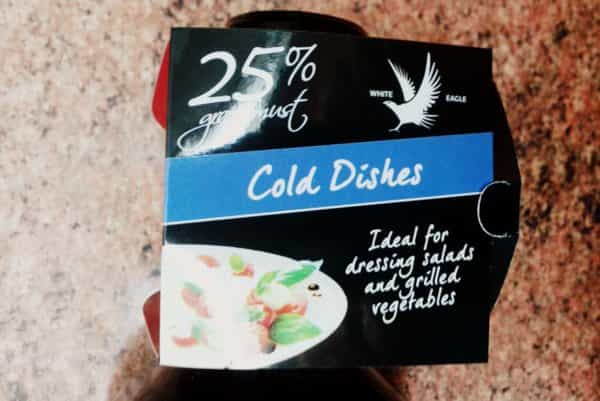 25%
grape must
WHITE EAGLE
Cold Dishes
Ideal for
dressing salads
and grilled
vegetables